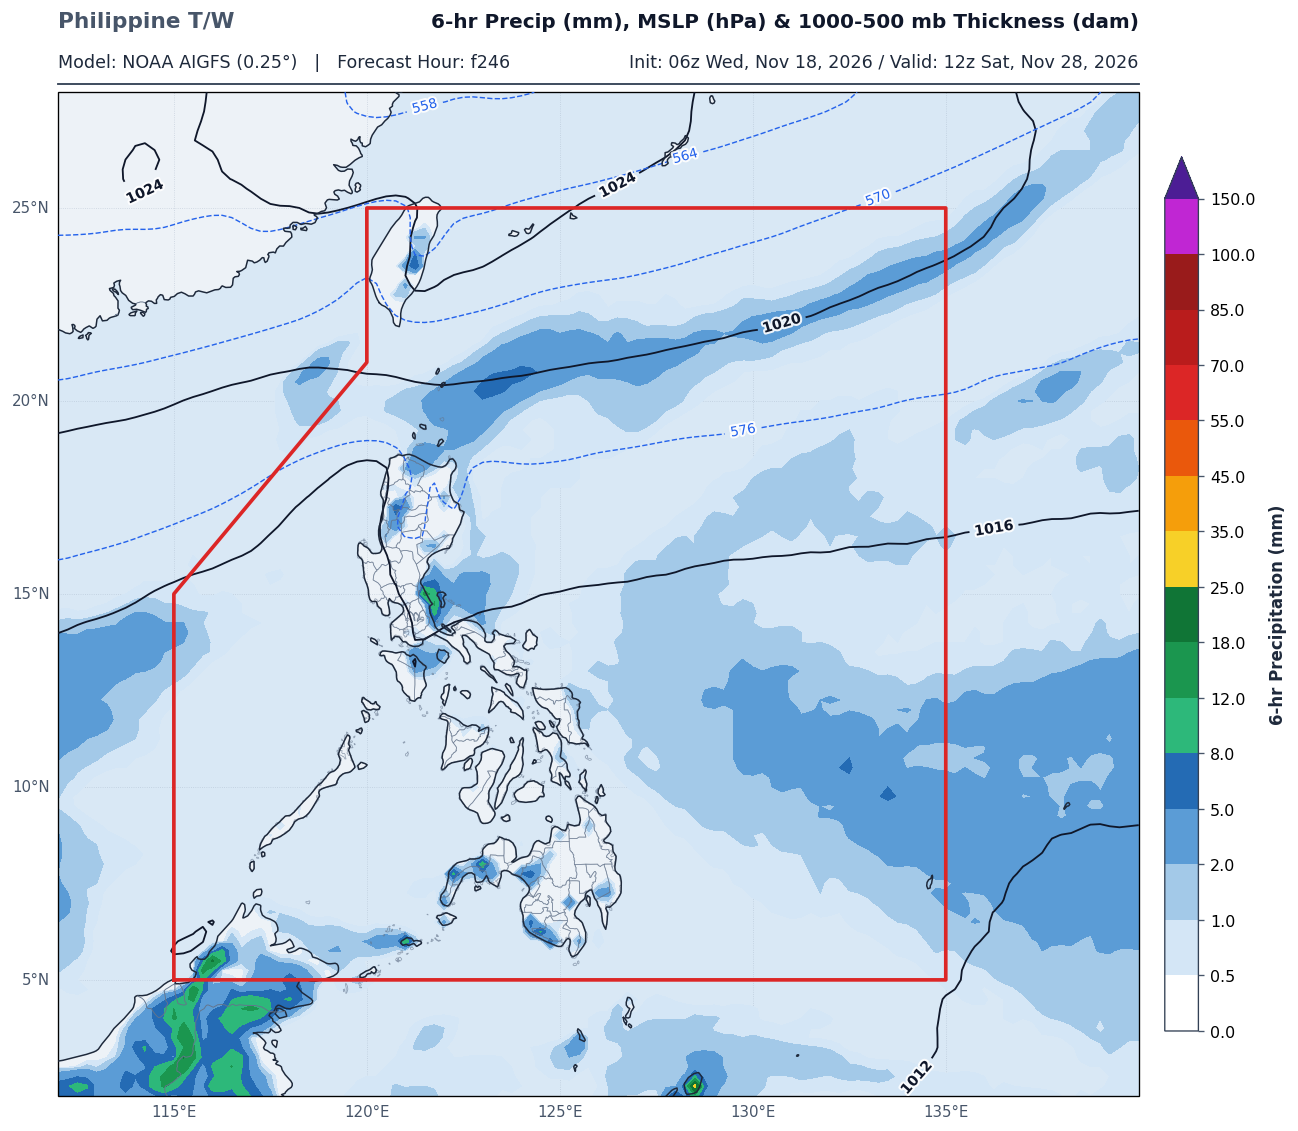 Philippine T/W
6-hr Precip (mm), MSLP (hPa) & 1000-500 mb Thickness (dam)
Model: NOAA AIGFS (0.25°) | Forecast Hour: f246
Init: 06z Wed, Nov 18, 2026 / Valid: 12z Sat, Nov 28, 2026
558
564
570
576
1024
1024
1020
1016
1012
25°N
20°N
15°N
10°N
5°N
115°E
120°E
125°E
130°E
135°E
150.0
100.0
85.0
70.0
55.0
45.0
35.0
25.0
18.0
12.0
8.0
5.0
2.0
1.0
0.5
0.0
6-hr Precipitation (mm)